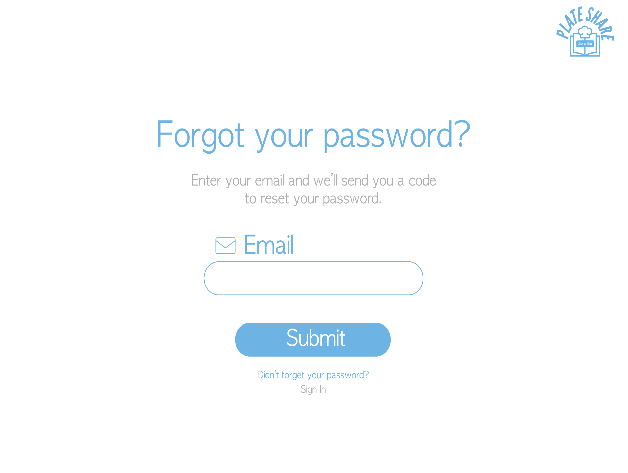 PLATE SHARE
Forgot your password?
Enter your email and we'll send you a code
to reset your password.
Email
Submit
Didn't forget your password?
Sign In